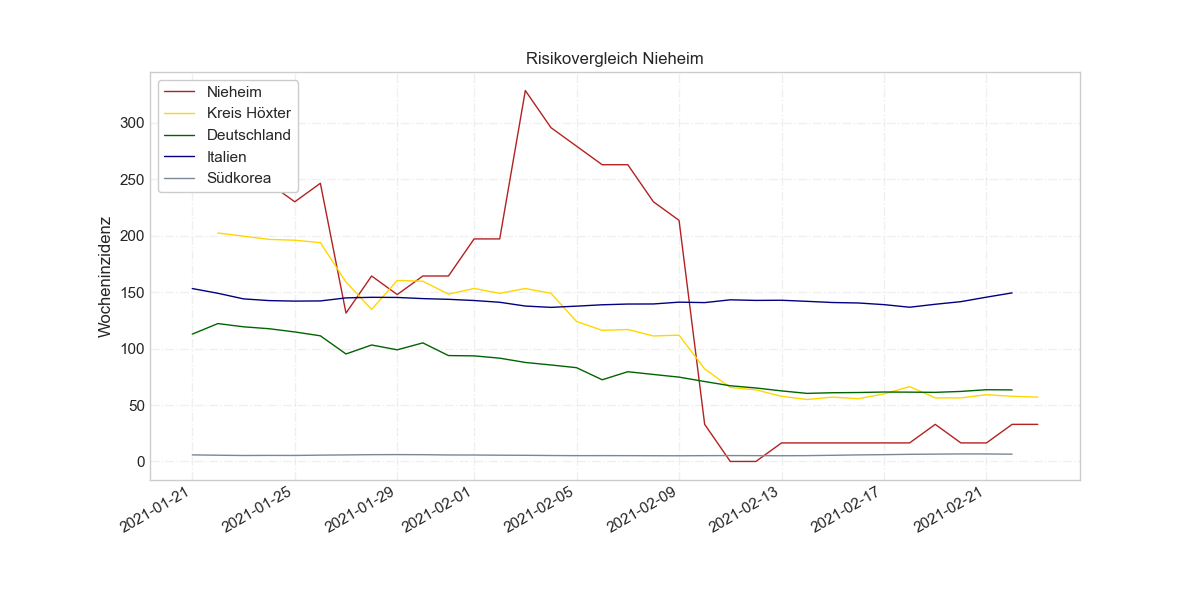 Risikovergleich Nieheim
Nieheim
Kreis Höxter
Deutschland
Italien
Südkorea
Wocheninzidenz
300
250
200
150
100
50
0
2021-01-21
2021-01-25
2021-01-29
2021-02-01
2021-02-05
2021-02-09
2021-02-13
2021-02-17
2021-02-21